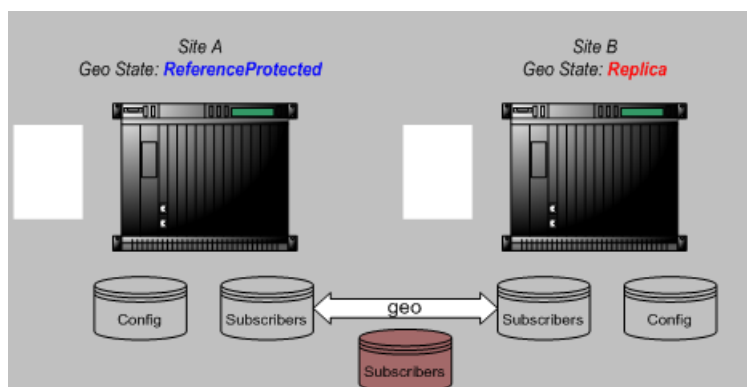 Site A
Geo State: ReferenceProtected
Site B
Geo State: Replica
Config
Subscribers
geo
Subscribers
Config
Subscribers